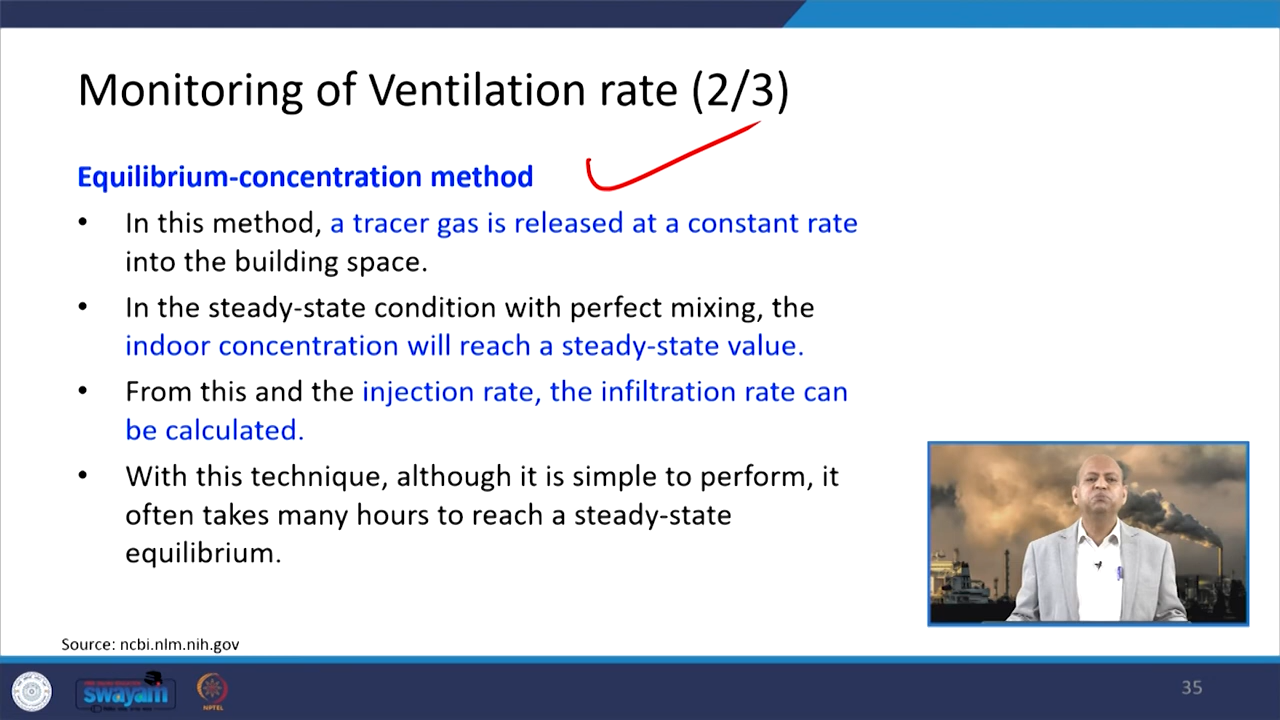 Monitoring of Ventilation rate (2/3)
Equilibrium-concentration method
• In this method, a tracer gas is released at a constant rate
into the building space.
• In the steady-state condition with perfect mixing, the
indoor concentration will reach a steady-state value.
• From this and the injection rate, the infiltration rate can
be calculated.
• With this technique, although it is simple to perform, it
often takes many hours to reach a steady-state
equilibrium.
Source: ncbi.nlm.nih.gov
swayam
NPTEL
35